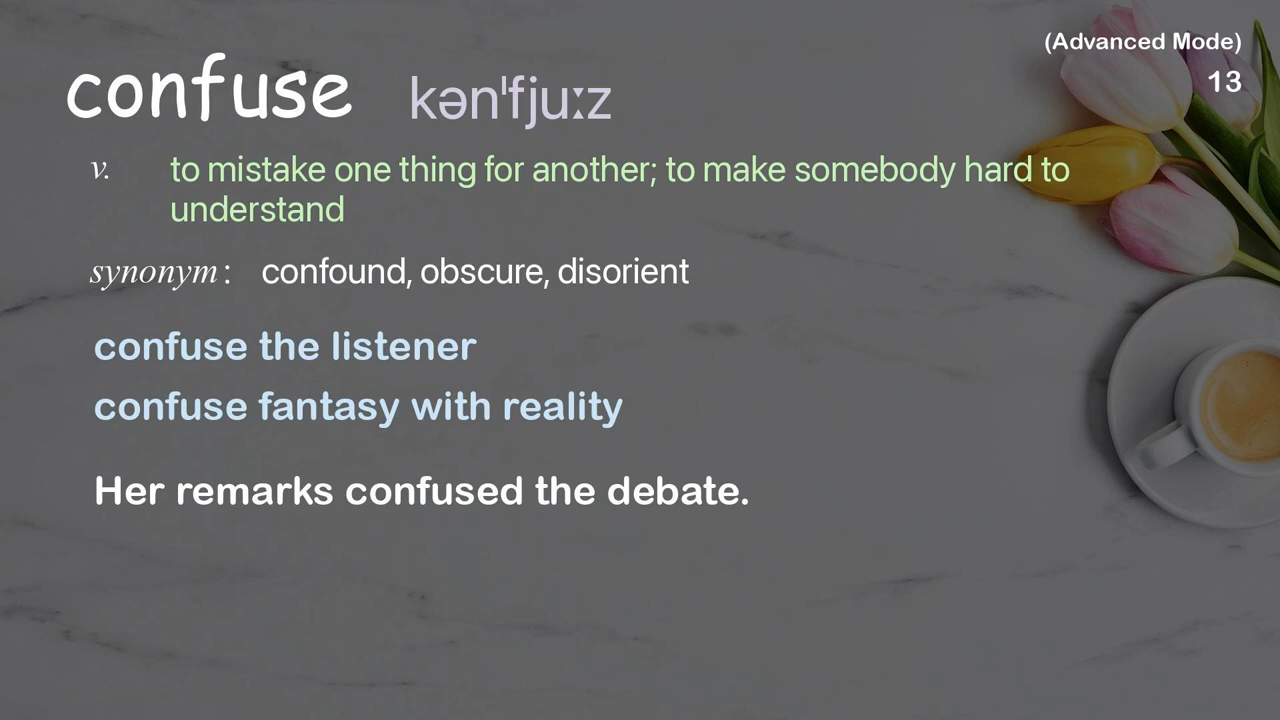 (Advanced Mode)
13
confuse kənˈfjuːz
v. to mistake one thing for another; to make somebody hard to
understand
synonym: confound, obscure, disorient
confuse the listener
confuse fantasy with reality
Her remarks confused the debate.